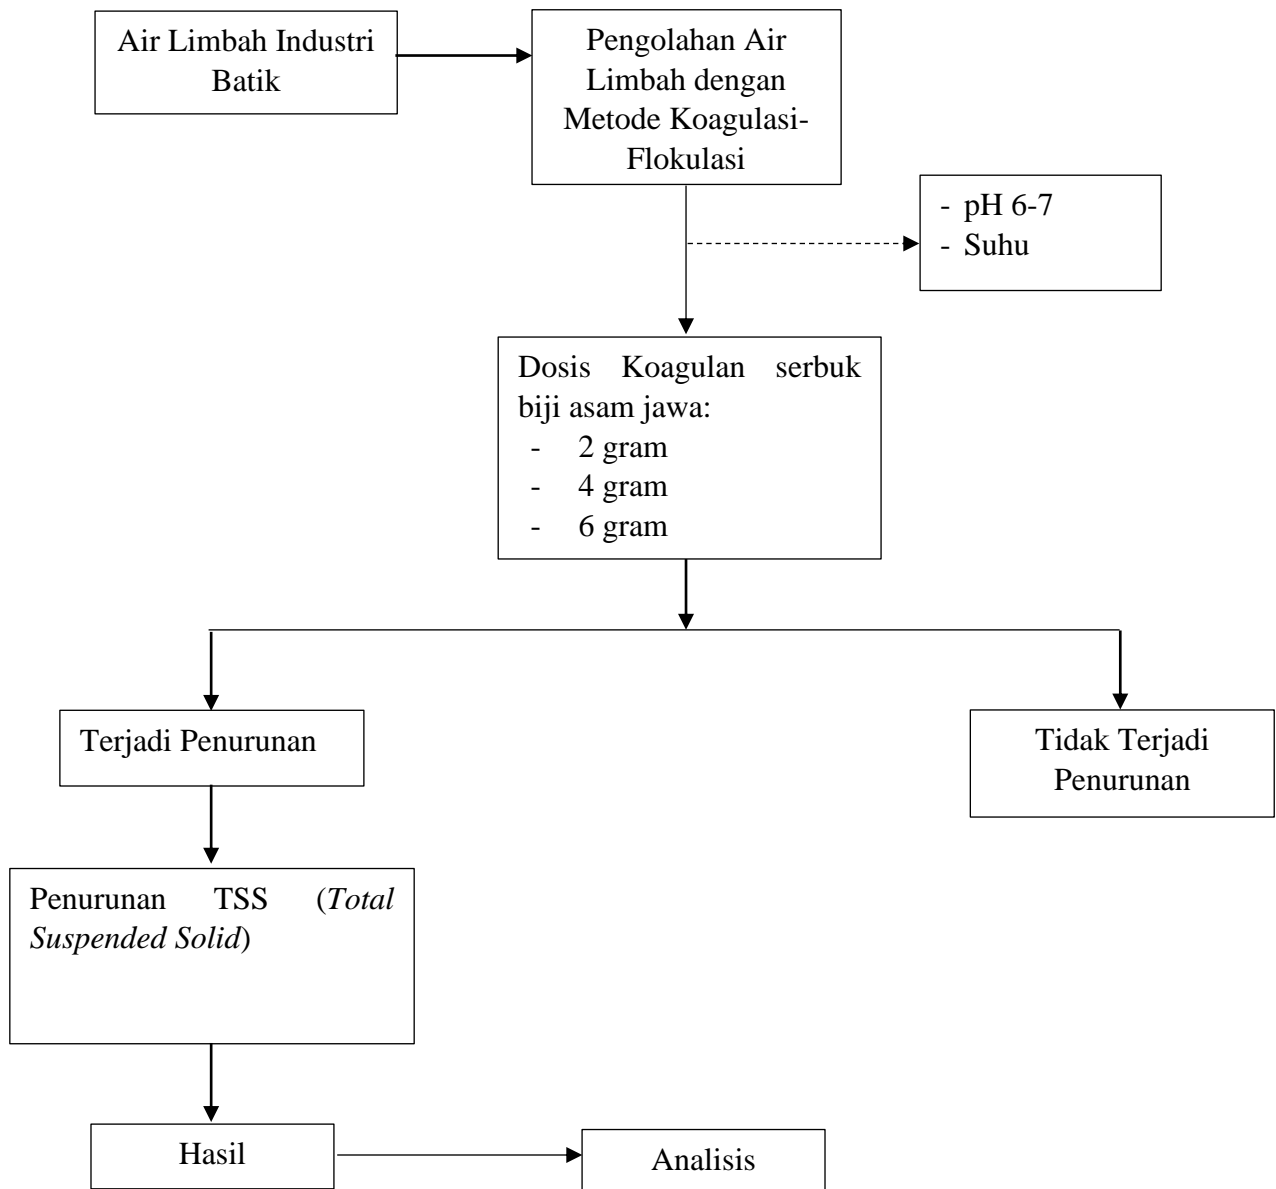 Air Limbah Industri
Batik
Pengolahan Air
Limbah dengan
Metode Koagulasi-
Flokulasi
- pH 6-7
- Suhu
Dosis Koagulan serbuk
biji asam jawa:
- 2 gram
- 4 gram
- 6 gram
Terjadi Penurunan
Tidak Terjadi
Penurunan
Penurunan TSS (Total
Suspended Solid)
Hasil
Analisis